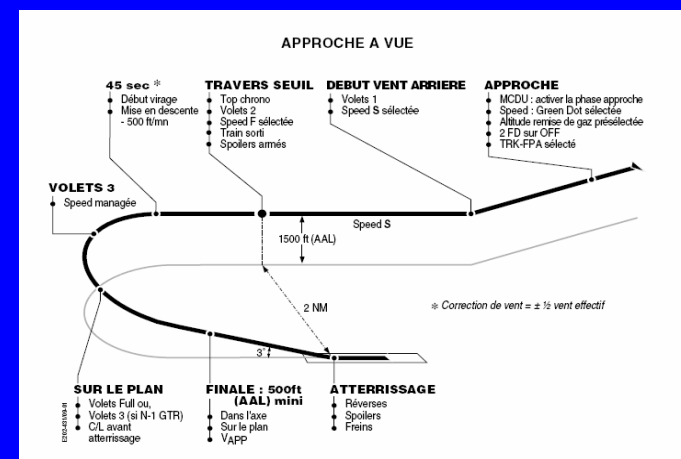 APPROCHE A VUE
45 sec *
Début virage
Mise en descente
- 500 ft/mn
TRAVERS SEUIL
Top chrono
Volets 2
Speed F sélectée
Train sorti
Spoilers armés
DEBUT VENT ARRIERE
Volets 1
Speed S sélectée
APPROCHE
MCDU : activer la phase approche
Speed : Green Dot sélectée
Altitude remise de gaz présélectée
2 FD sur OFF
TRK-FPA sélecté
VOLETS 3
Speed managée
Speed S
1500 ft (AAL)
2 NM
* Correction de vent = ± ½ vent effectif
3°
SUR LE PLAN
Volets Full ou,
Volets 3 (si N-1 GTR)
C/L avant
atterrissage
FINALE : 500ft
(AAL) mini
Dans l'axe
Sur le plan
VAPP
ATTERRISSAGE
Réverses
Spoilers
Freins